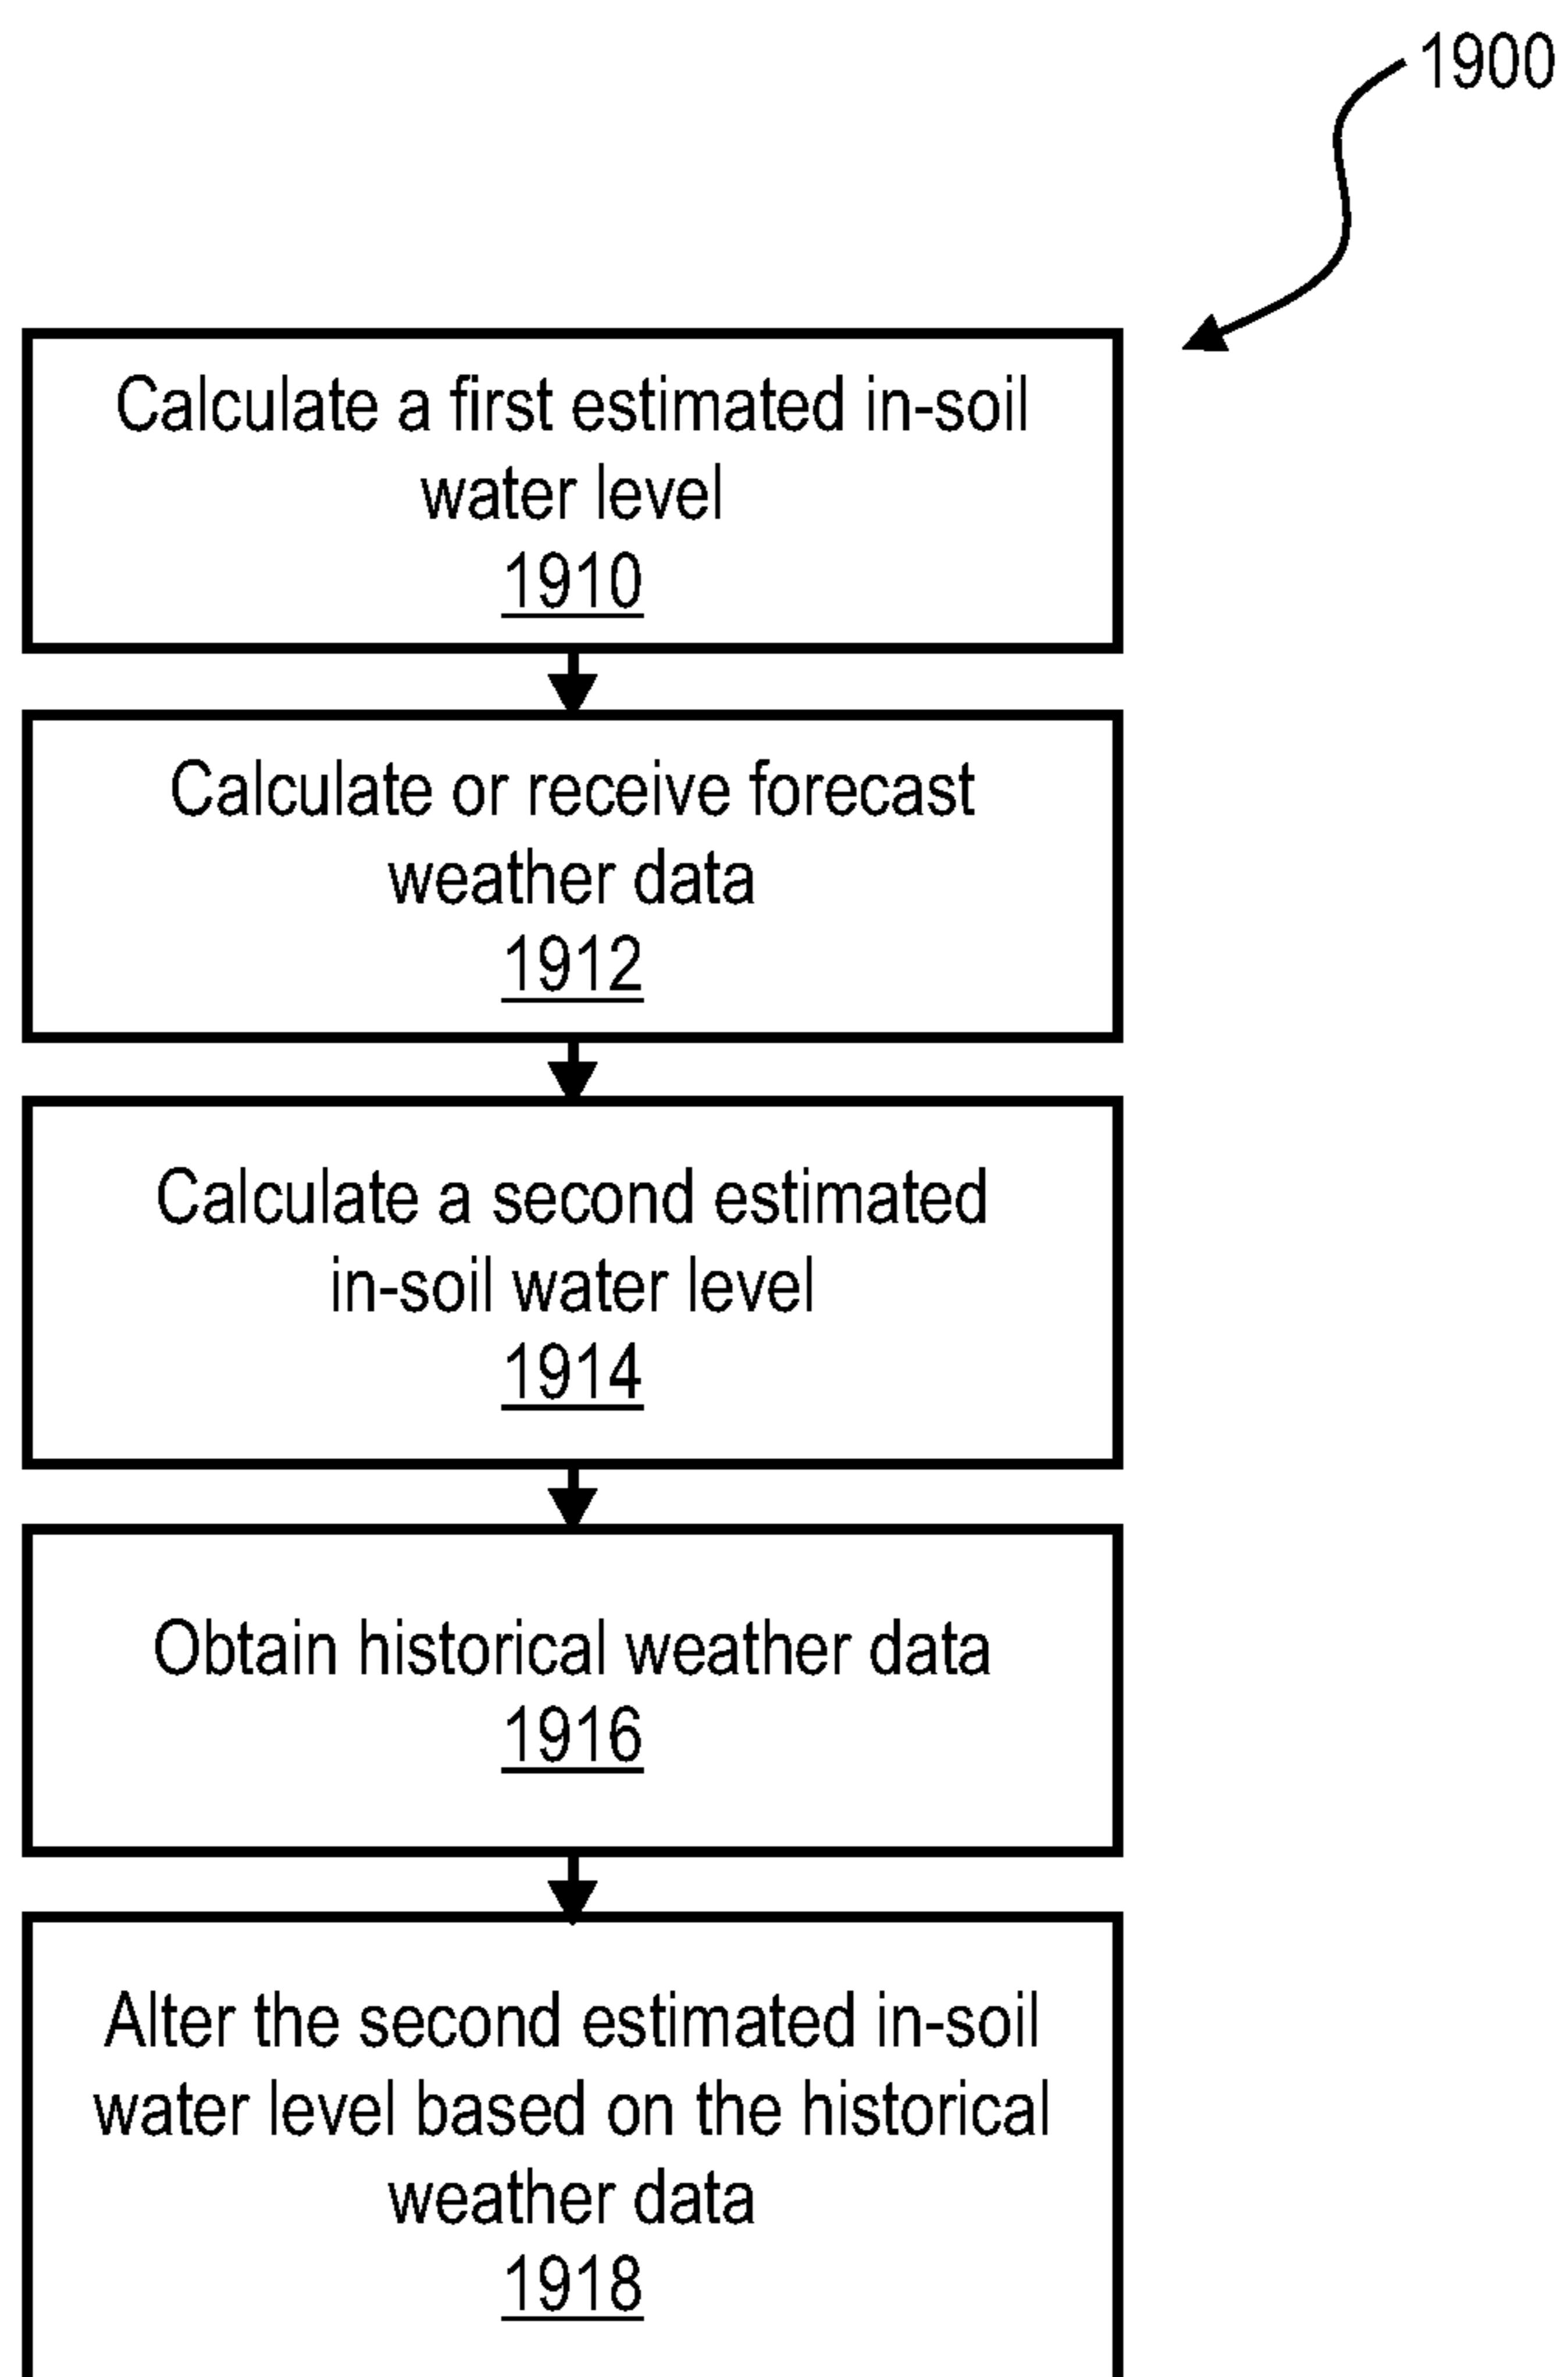 1900
Calculate a first estimated in-soil
water level
1910
Calculate or receive forecast
weather data
1912
Calculate a second estimated
in-soil water level
1914
Obtain historical weather data
1916
Alter the second estimated in-soil
water level based on the historical
weather data
1918